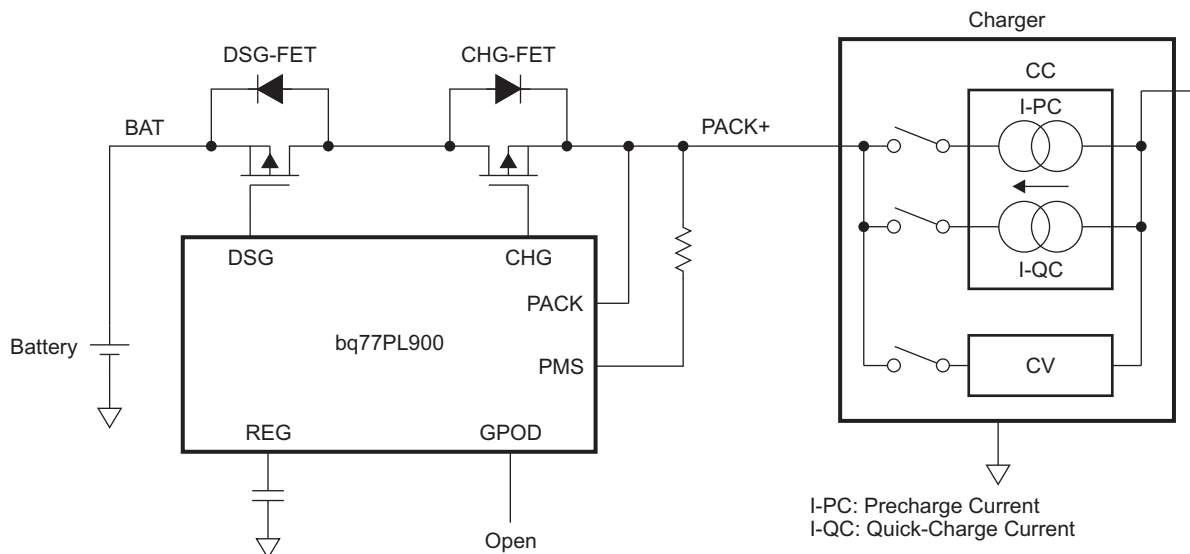 Charger
DSG-FET
CHG-FET
CC
I-PC
BAT
PACK+
I-QC
DSG
CHG
PACK
bq77PL900
Battery
PMS
CV
REG
GPOD
Open
I-PC: Precharge Current
I-QC: Quick-Charge Current